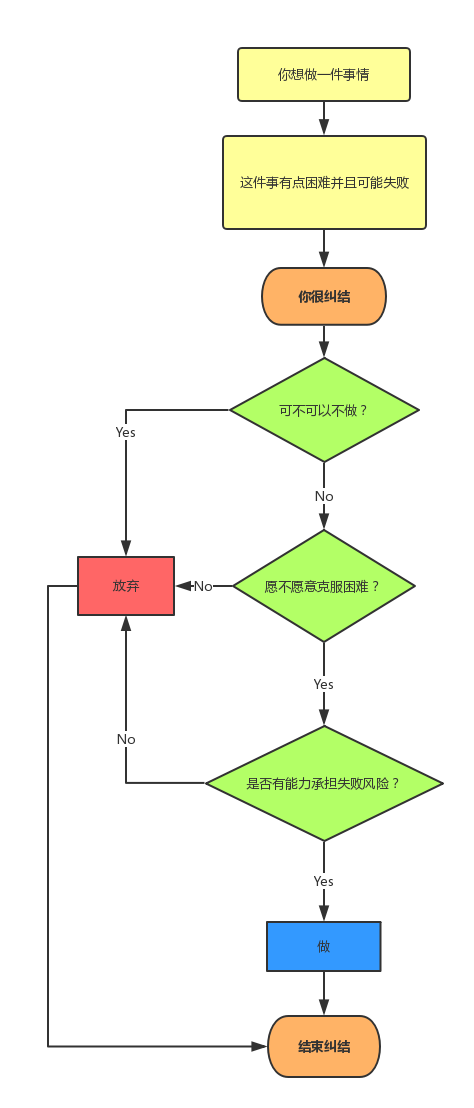 你想做一件事情
这件事有点困难并且可能失败
你很纠结
可不可以不做？
Yes
No
放弃
No
愿不愿意克服困难？
Yes
No
是否有能力承担失败风险？
Yes
做
结束纠结